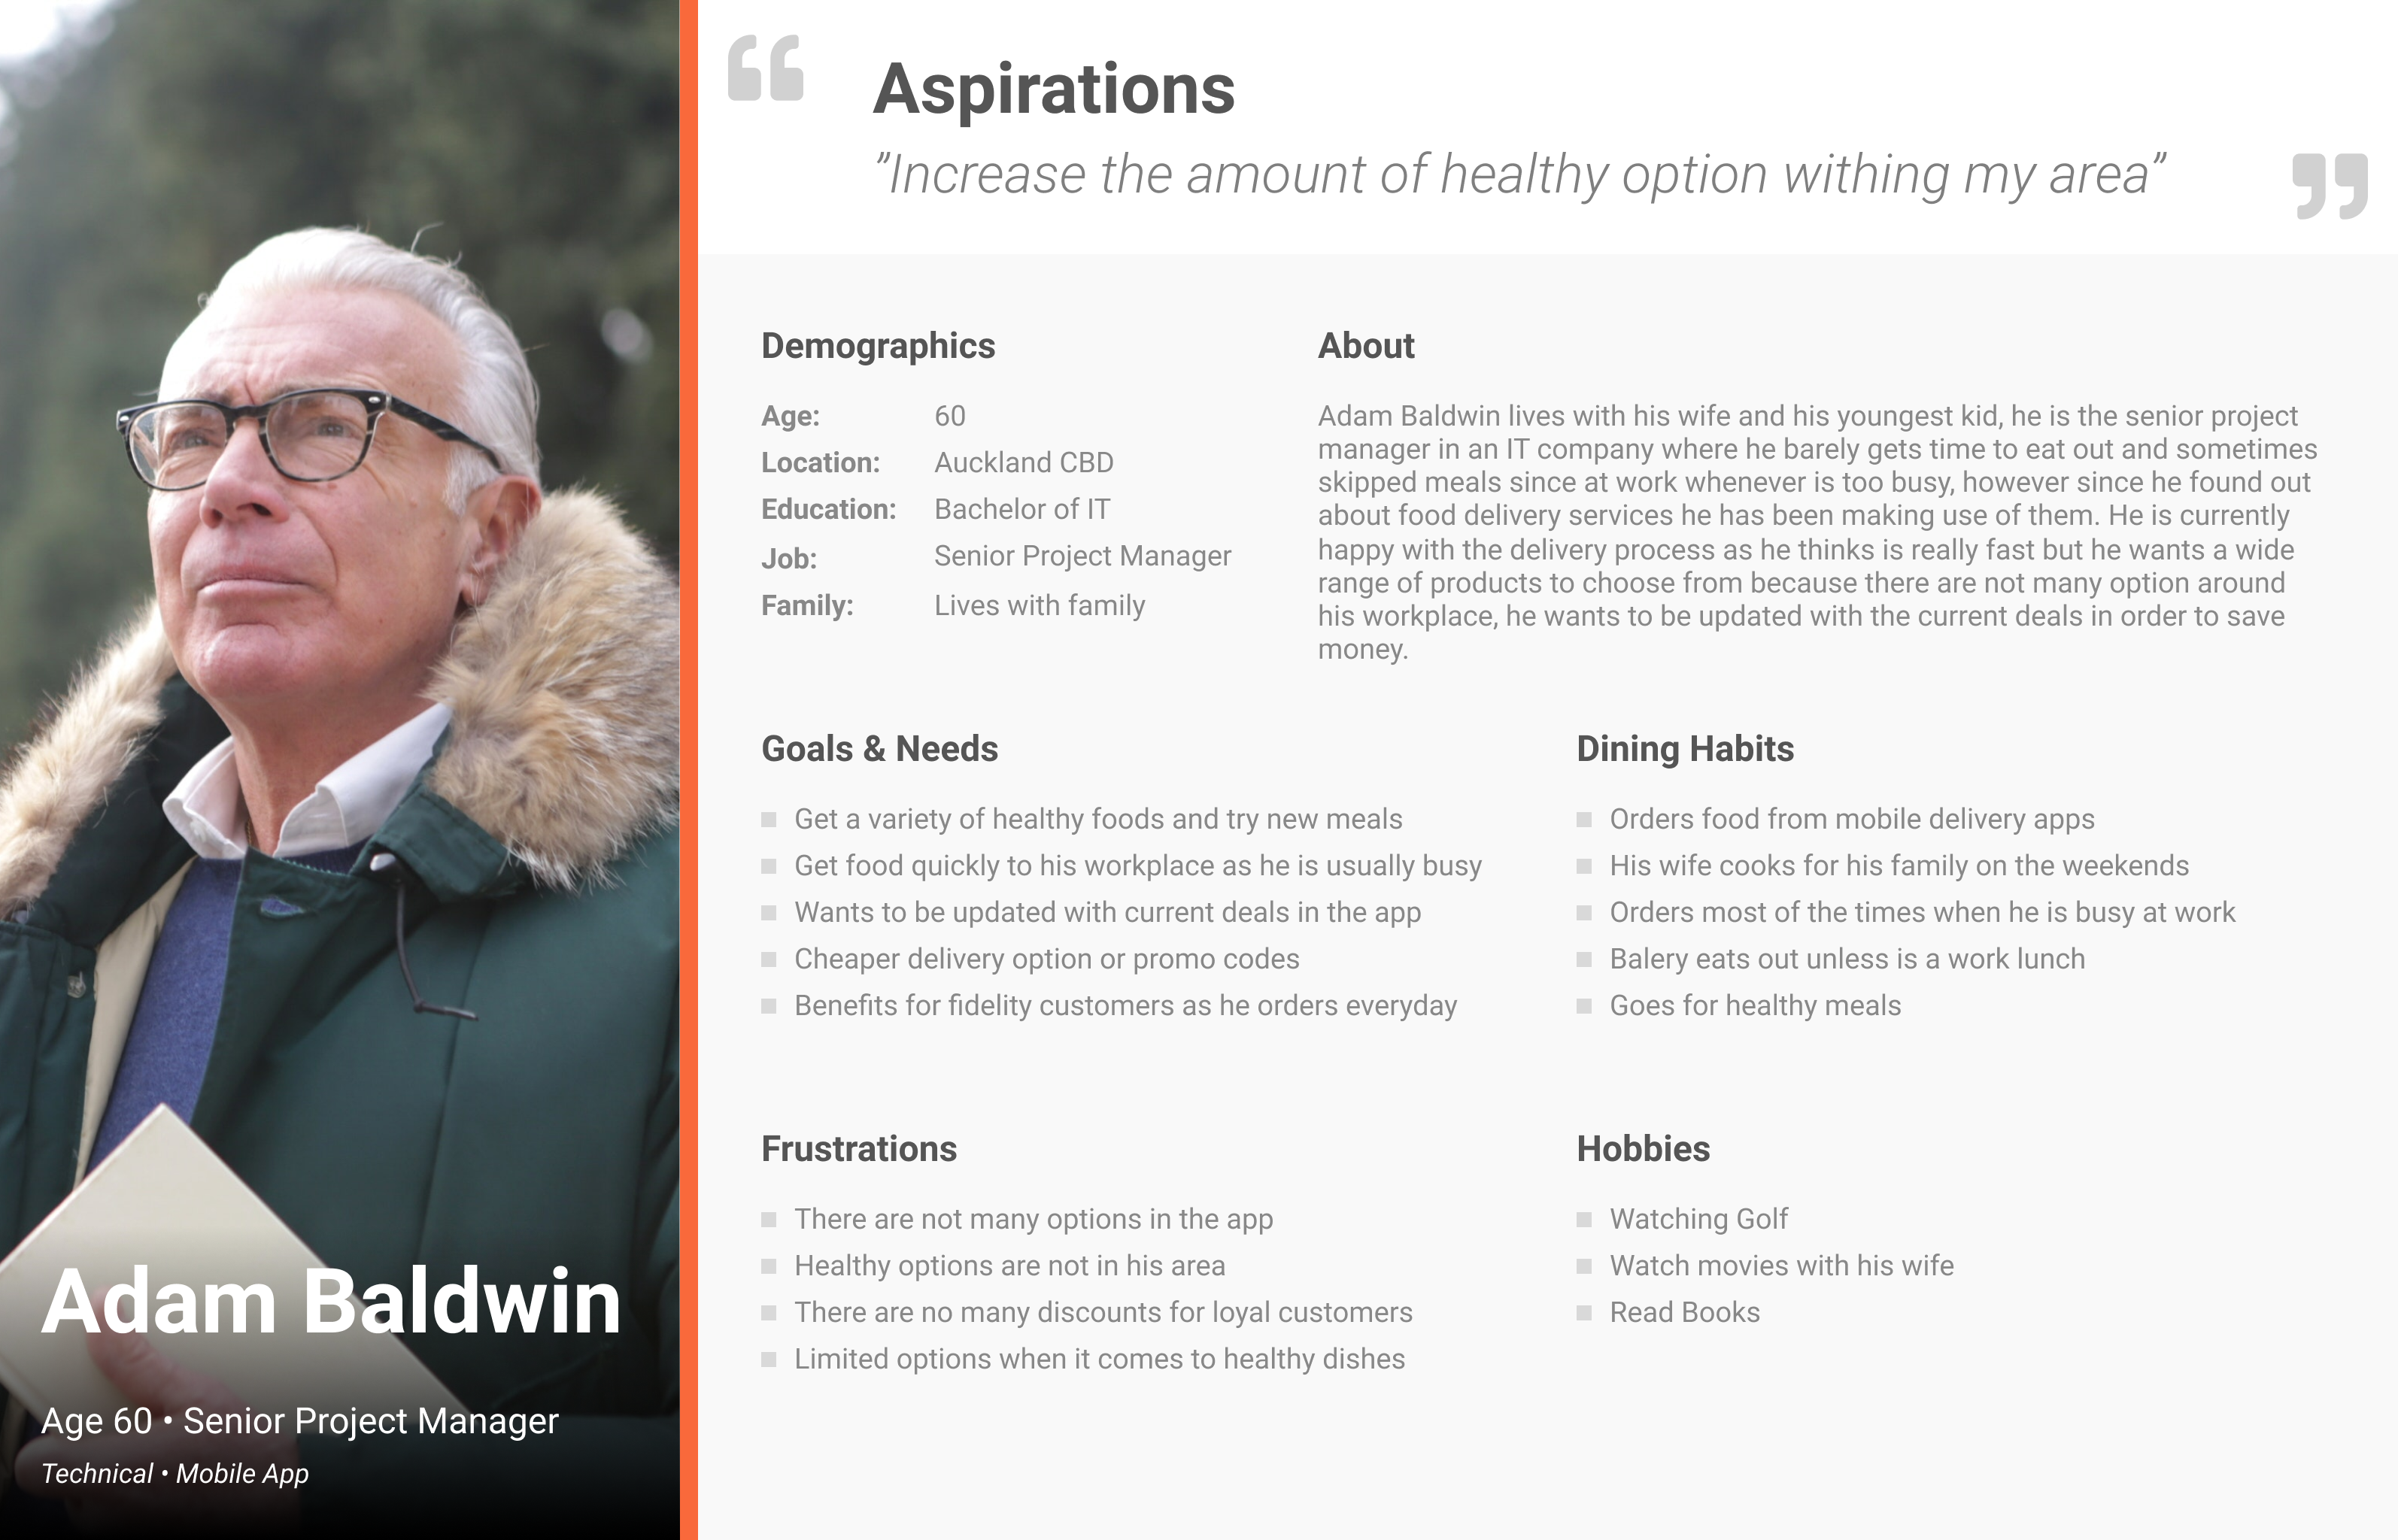 Aspirations
”Increase the amount of healthy option withing my area”
Demographics
Age: 60
Location: Auckland CBD
Education: Bachelor of IT
Job: Senior Project Manager
Family: Lives with family
About
Adam Baldwin lives with his wife and his youngest kid, he is the senior project
manager in an IT company where he barely gets time to eat out and sometimes
skipped meals since at work whenever is too busy, however since he found out
about food delivery services he has been making use of them. He is currently
happy with the delivery process as he thinks is really fast but he wants a wide
range of products to choose from because there are not many option around
his workplace, he wants to be updated with the current deals in order to save
money.
Goals & Needs
Get a variety of healthy foods and try new meals
Get food quickly to his workplace as he is usually busy
Wants to be updated with current deals in the app
Cheaper delivery option or promo codes
Benefits for fidelity customers as he orders everyday
Dining Habits
Orders food from mobile delivery apps
His wife cooks for his family on the weekends
Orders most of the times when he is busy at work
Balery eats out unless is a work lunch
Goes for healthy meals
Frustrations
There are not many options in the app
Healthy options are not in his area
There are no many discounts for loyal customers
Limited options when it comes to healthy dishes
Hobbies
Watching Golf
Watch movies with his wife
Read Books
Adam Baldwin
Age 60 • Senior Project Manager
Technical • Mobile App